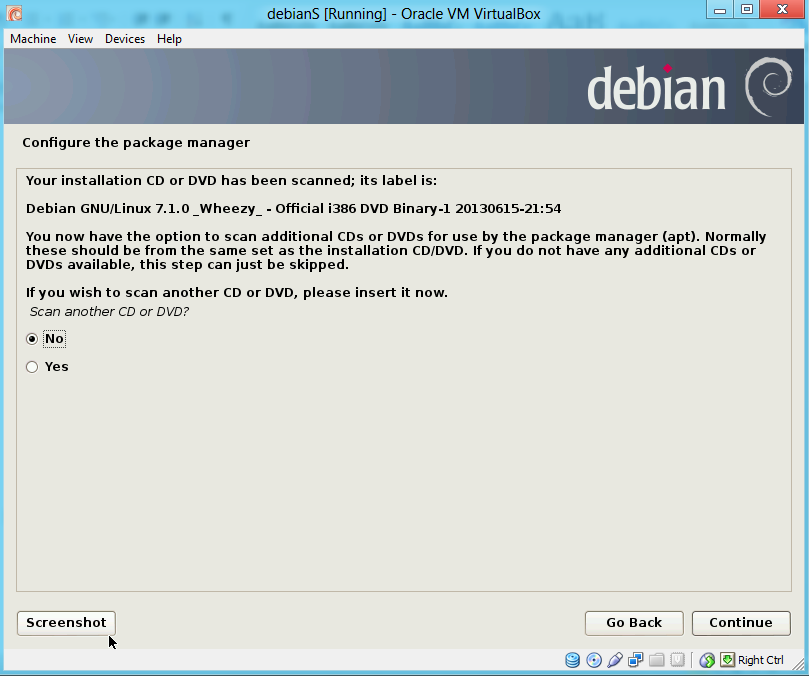 debianS [Running] - Oracle VM VirtualBox
Machine View Devices Help
debian
Configure the package manager
Your installation CD or DVD has been scanned; its label is:
Debian GNU/Linux 7.1.0 _Wheezy_ - Official i386 DVD Binary-1 20130615-21:54
You now have the option to scan additional CDs or DVDs for use by the package manager (apt). Normally
these should be from the same set as the installation CD/DVD. If you do not have any additional CDs or
DVDs available, this step can just be skipped.
If you wish to scan another CD or DVD, please insert it now.
Scan another CD or DVD?
No
Yes
Screenshot Go Back Continue
Right Ctrl